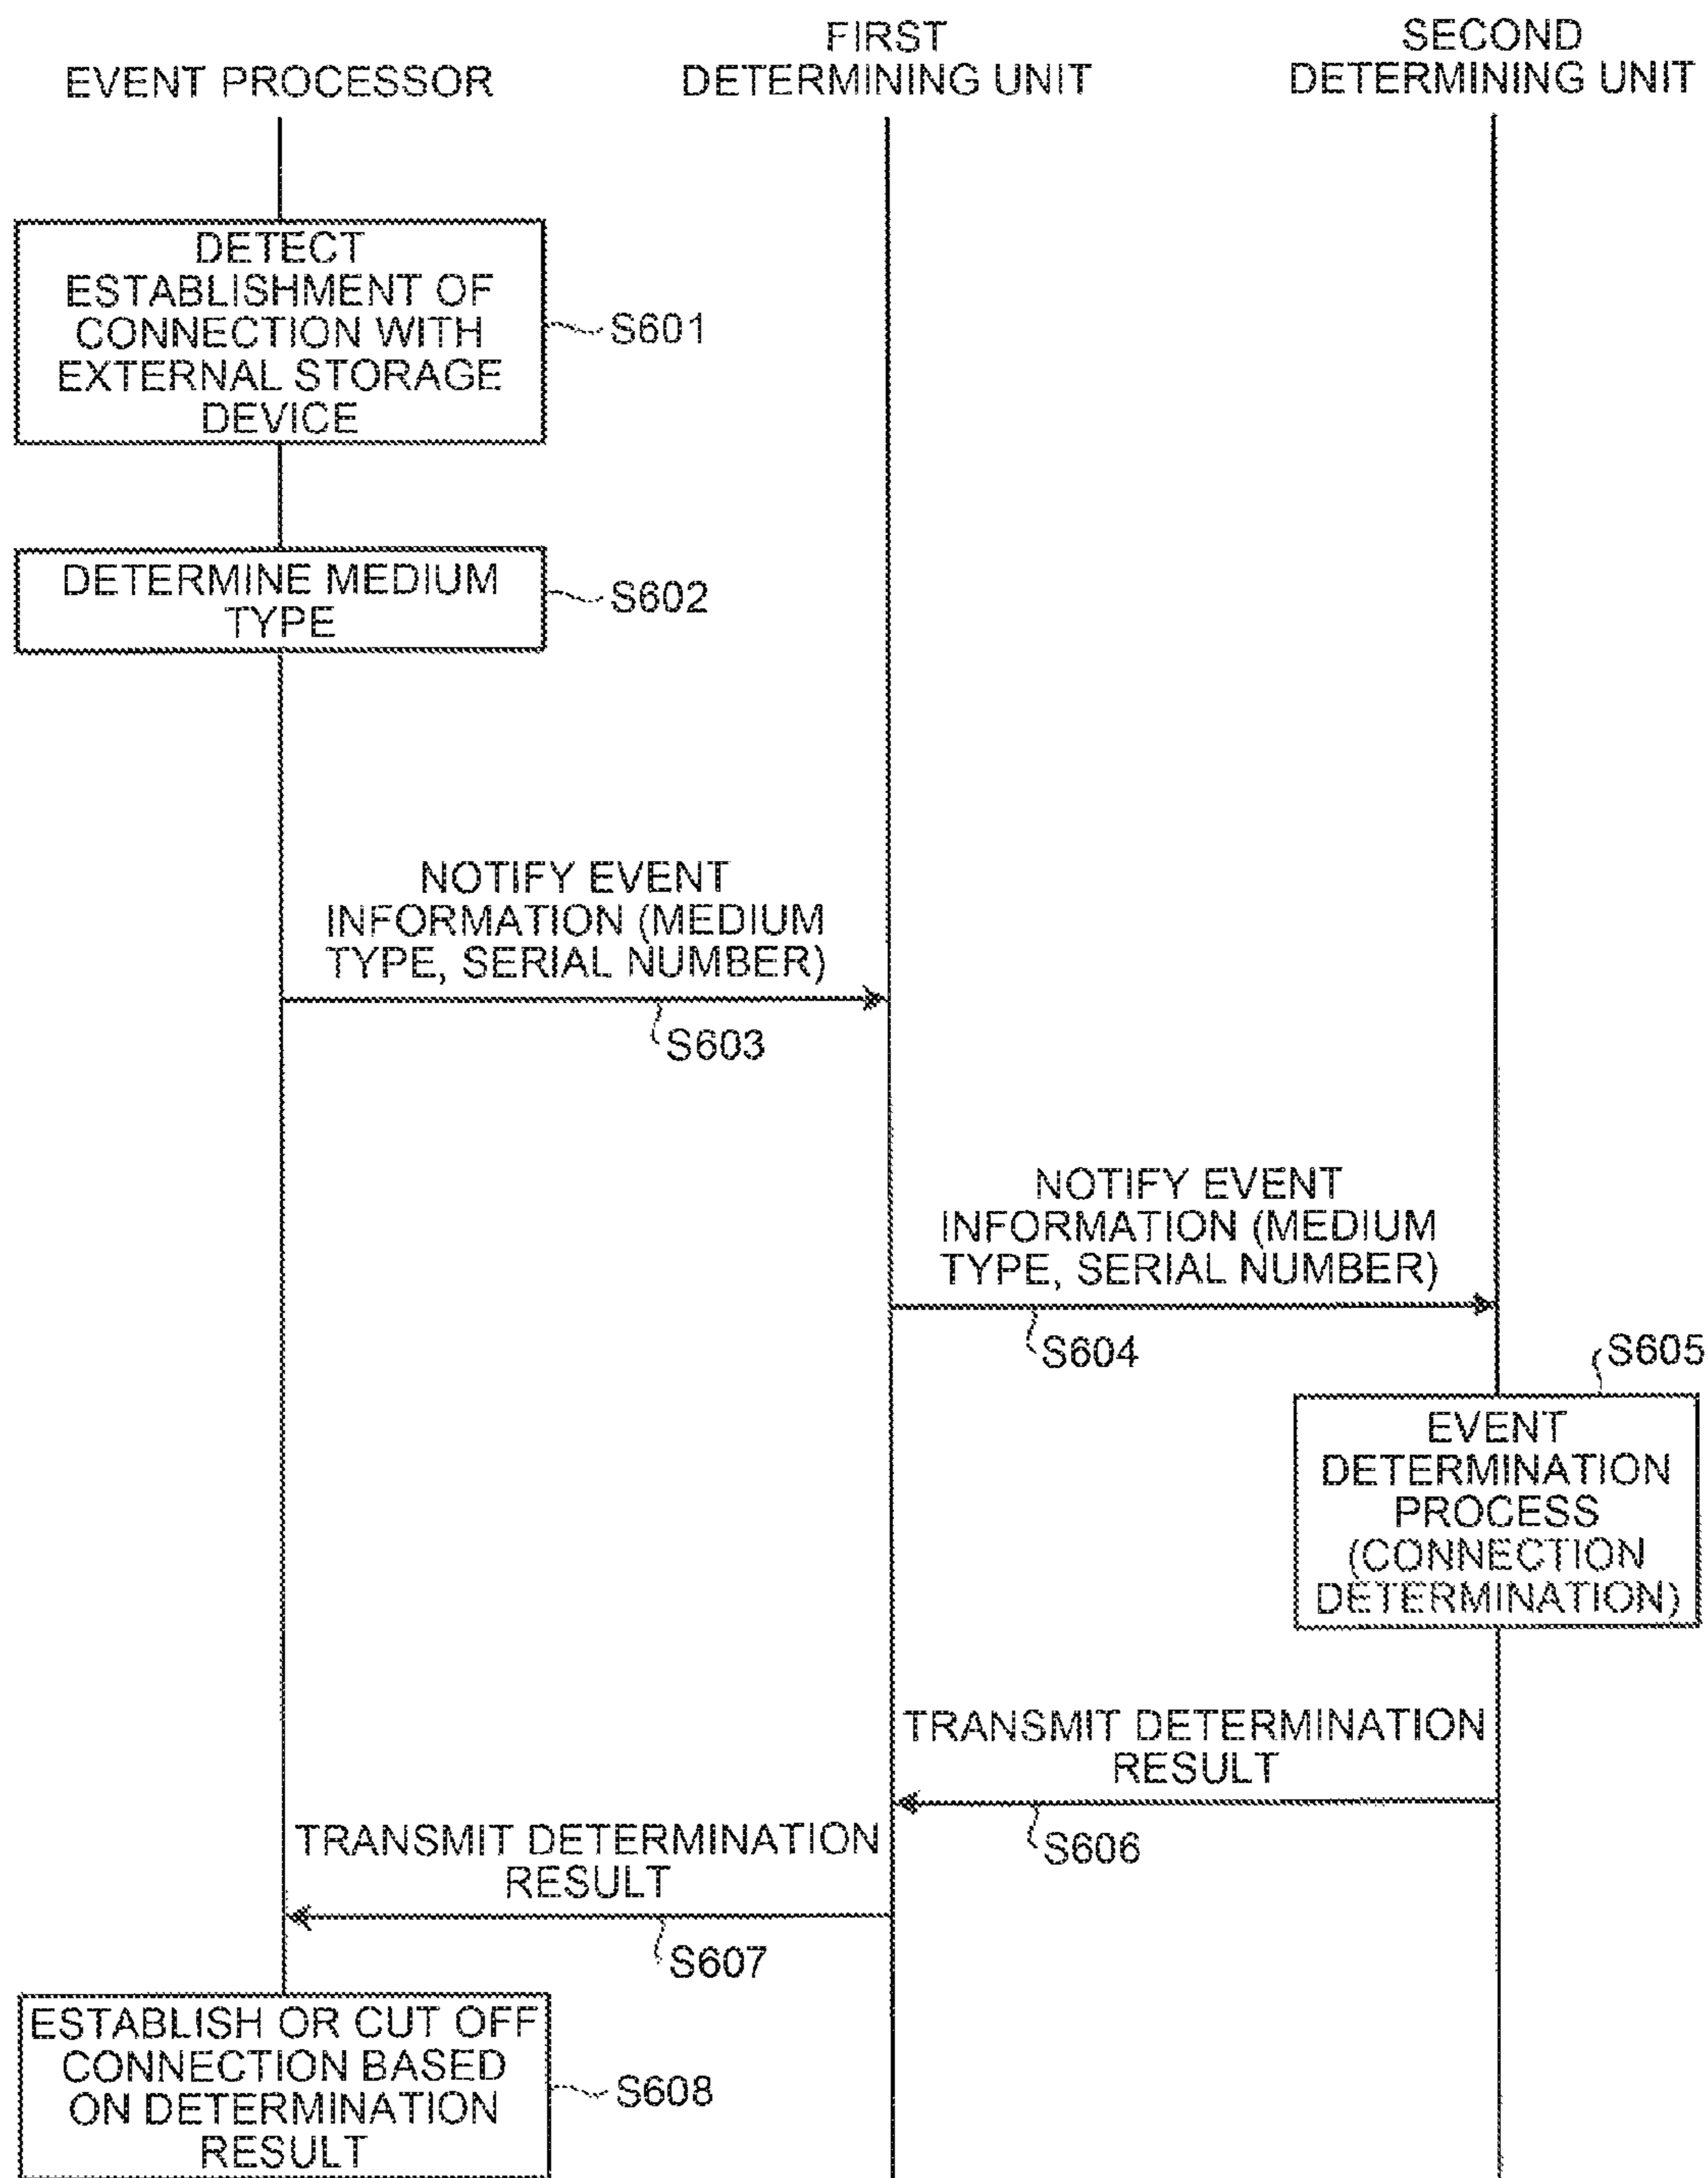 EVENT PROCESSOR
FIRST
DETERMINING UNIT
SECOND
DETERMINING UNIT
DETECT
ESTABLISHMENT OF
CONNECTION WITH
EXTERNAL STORAGE
DEVICE
S601
DETERMINE MEDIUM
TYPE
S602
NOTIFY EVENT
INFORMATION (MEDIUM
TYPE, SERIAL NUMBER)
S603
NOTIFY EVENT
INFORMATION (MEDIUM
TYPE, SERIAL NUMBER)
S604
S605
EVENT
DETERMINATION
PROCESS
(CONNECTION
DETERMINATION)
TRANSMIT DETERMINATION
RESULT
S606
TRANSMIT DETERMINATION
RESULT
S607
ESTABLISH OR CUT OFF
CONNECTION BASED
ON DETERMINATION
RESULT
S608